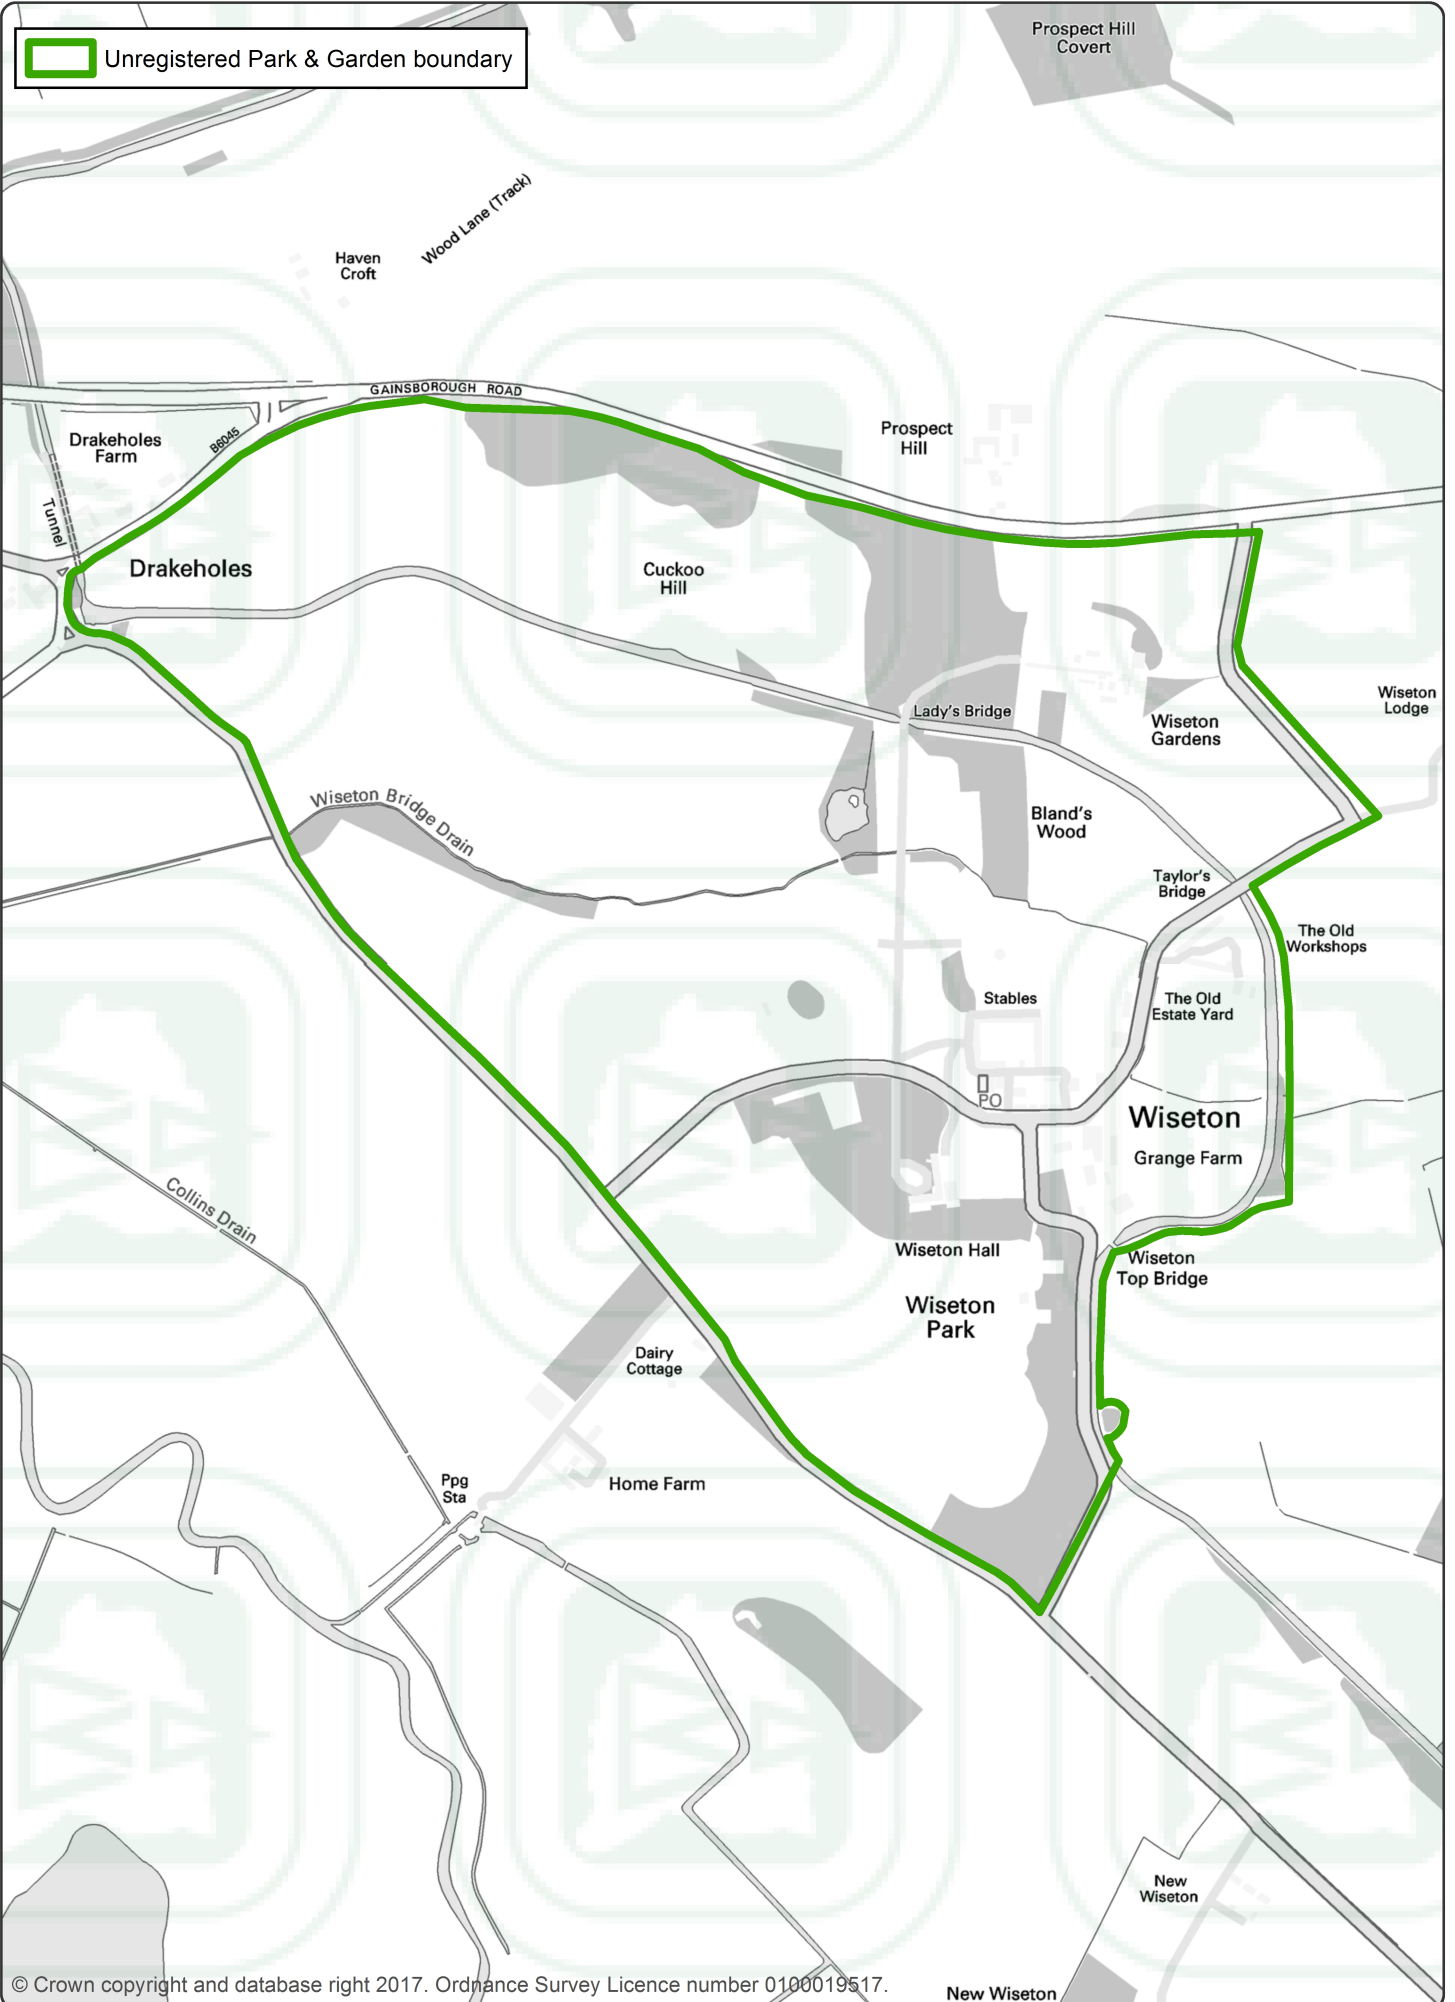 Prospect Hill
Covert
Unregistered Park & Garden boundary
Wood Lane (Track)
Haven
Croft
GAINSBOROUGH ROAD
B6045
Drakeholes
Farm
Prospect
Hill
Tunnel
Drakeholes
Cuckoo
Hill
Wiseton
Lodge
Lady's Bridge
Wiseton
Gardens
Wiseton Bridge Drain
Bland's
Wood
Taylor's
Bridge
The Old
Workshops
Stables
The Old
Estate Yard
PO
Wiseton
Grange Farm
Collins Drain
Wiseton Hall
Wiseton
Top Bridge
Wiseton
Park
Dairy
Cottage
Ppg
Sta
Home Farm
New
Wiseton
© Crown copyright and database right 2017. Ordnance Survey Licence number 0100019517.
New Wiseton